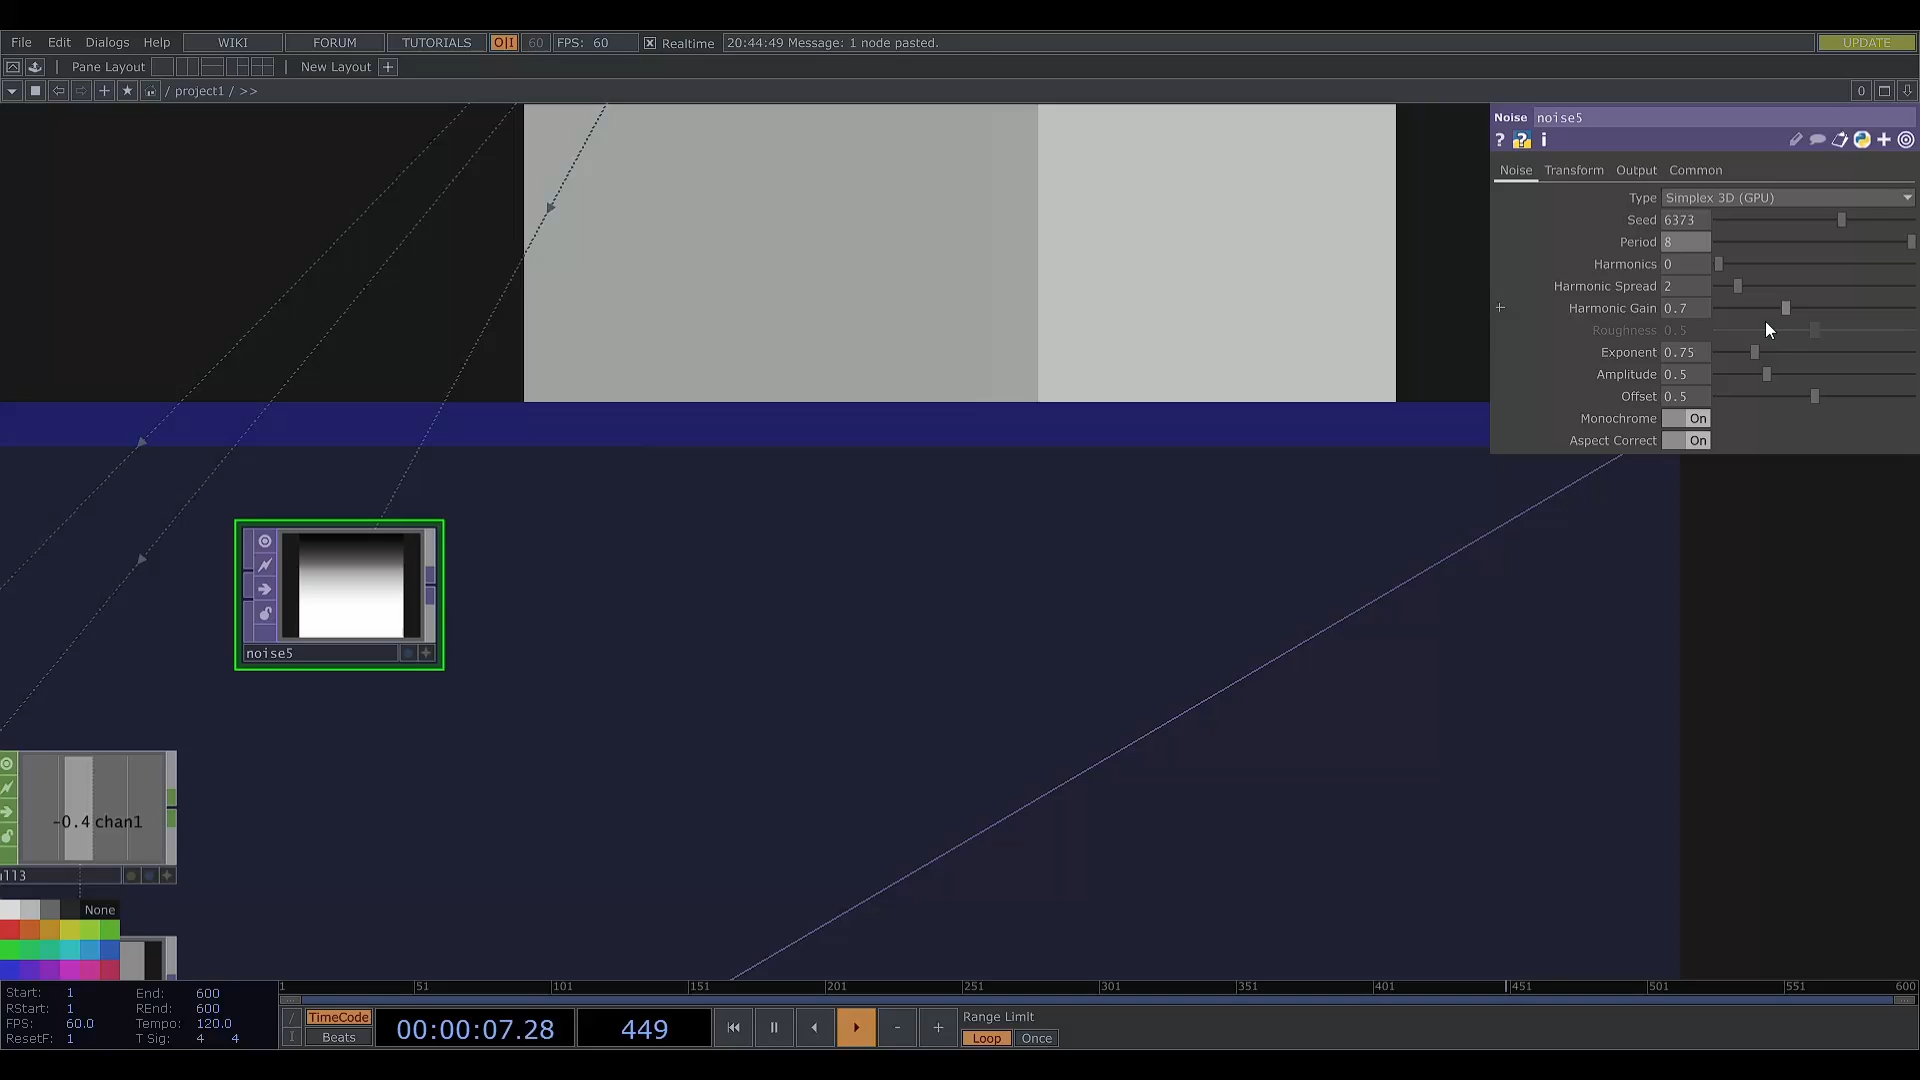 File Edit Dialogs Help WIKI FORUM TUTORIALS O|I 60 FPS: 60 Realtime 20:44:49 Message: 1 node pasted. UPDATE
Pane Layout New Layout +
/ project1 / >> 0
Noise noise5
? ? i
Noise Transform Output Common
Type Simplex 3D (GPU)
Seed 6373
Period 8
Harmonics 0
Harmonic Spread 2
Harmonic Gain 0.7
Roughness 0.5
Exponent 0.75
Amplitude 0.5
Offset 0.5
Monochrome On
Aspect Correct On
noise5
-0.4 chan1
ull3
None
1 51 101 151 201 251 301 351 401 451 501 551 600
Start: 1 End: 600
RStart: 1 REnd: 600
FPS: 60.0 Tempo: 120.0
ResetF: 1 T Sig: 4 4
TimeCode
Beats
00:00:07.28
449
- +
Range Limit
Loop Once